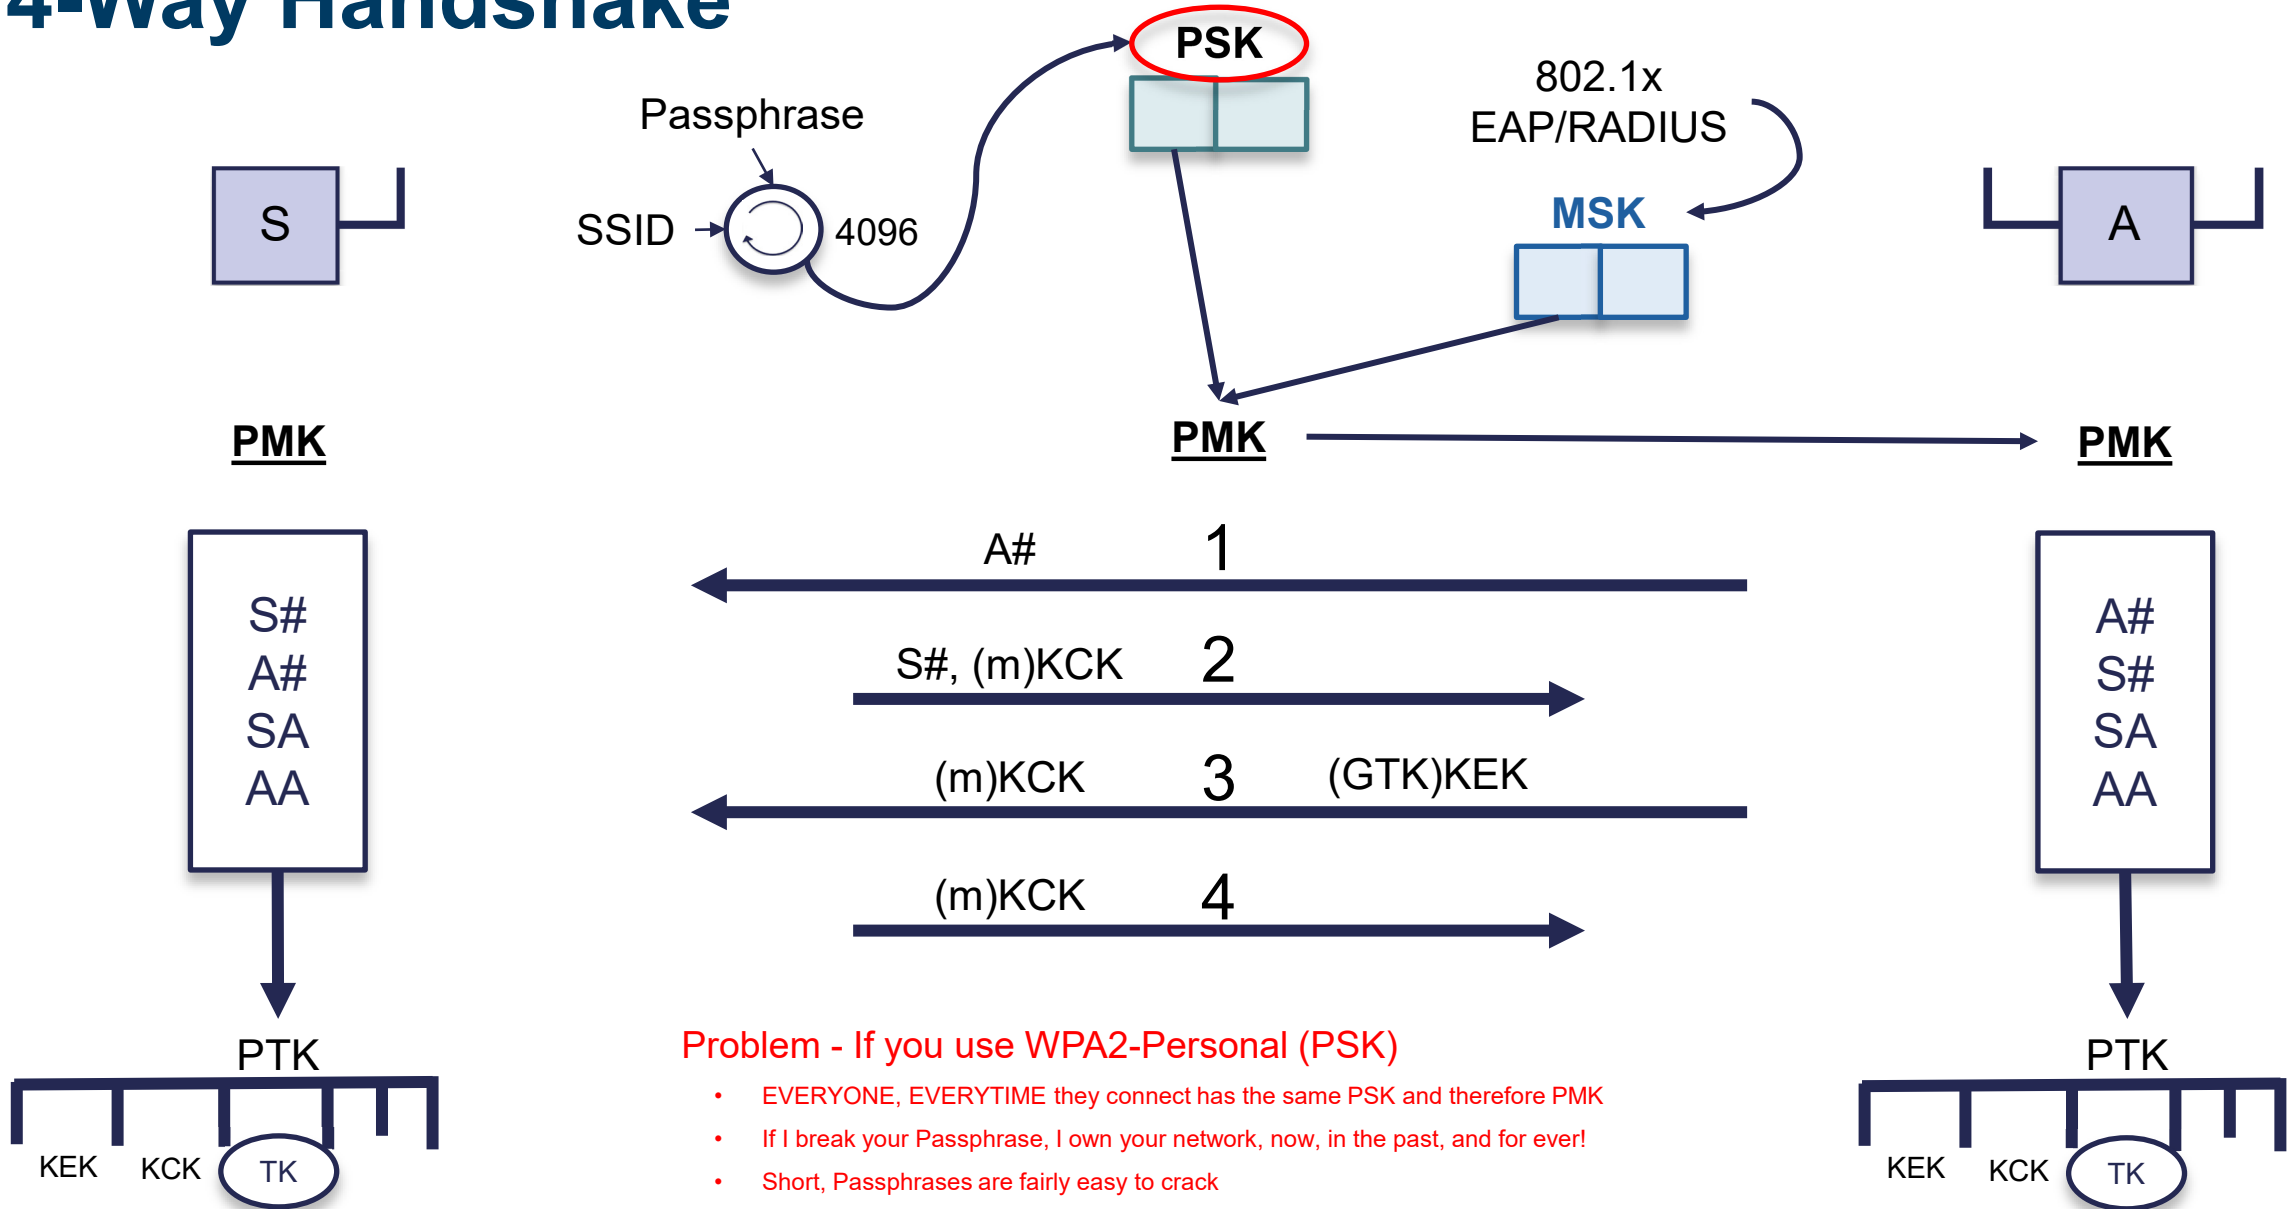 4-Way Handshake
PSK
802.1x
EAP/RADIUS
Passphrase
SSID
4096
S
MSK
A
PMK
PMK
PMK
A#
1
S#, (m)KCK
2
(m)KCK
3
(GTK)KEK
(m)KCK
4
S#
A#
SA
AA
A#
S#
SA
AA
PTK
KEK
KCK
TK
PTK
KEK
KCK
TK
Problem - If you use WPA2-Personal (PSK)
• EVERYONE, EVERYTIME they connect has the same PSK and therefore PMK
• If I break your Passphrase, I own your network, now, in the past, and for ever!
• Short, Passphrases are fairly easy to crack